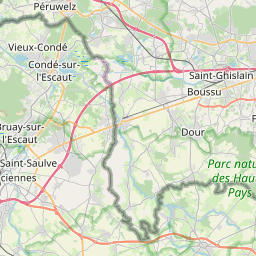 Péruwelz
Vieux-Condé
Condé-sur-
l'Escaut
Saint-Ghislain
Boussu
Bruay-sur-
l'Escaut
Dour
Saint-Saulve
Parc natu
des Haut
Pays
ciennes